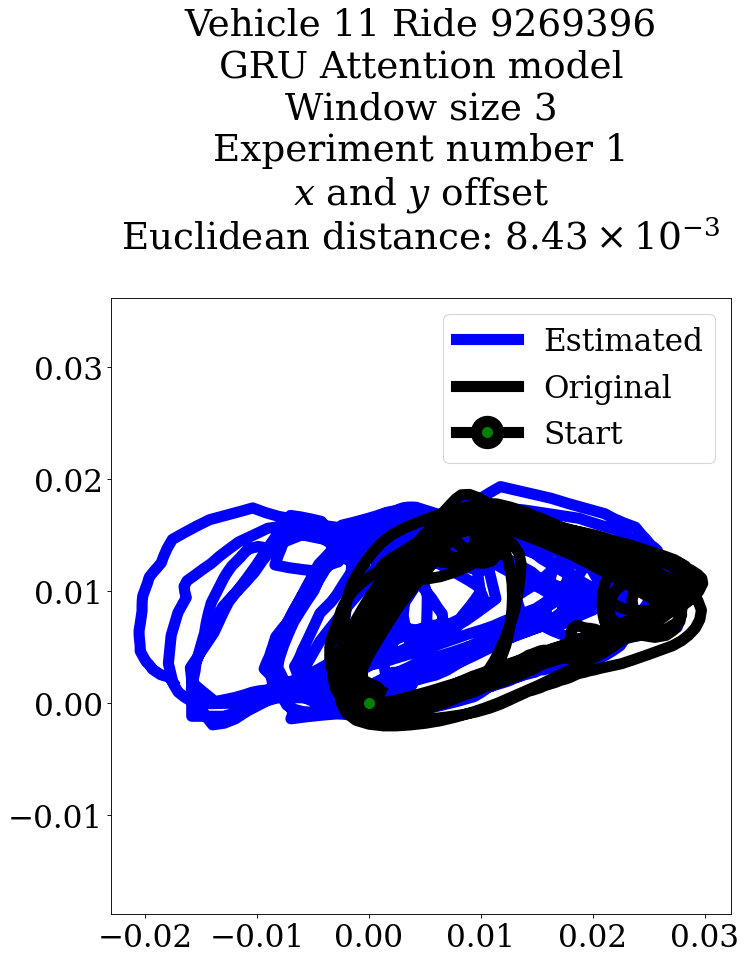 Vehicle 11 Ride 9269396
GRU Attention model
Window size 3
Experiment number 1
x and y offset
Euclidean distance: 8.43 × 10⁻³
Estimated
Original
Start
0.03
0.02
0.01
0.00
−0.01
−0.02 −0.01 0.00 0.01 0.02 0.03